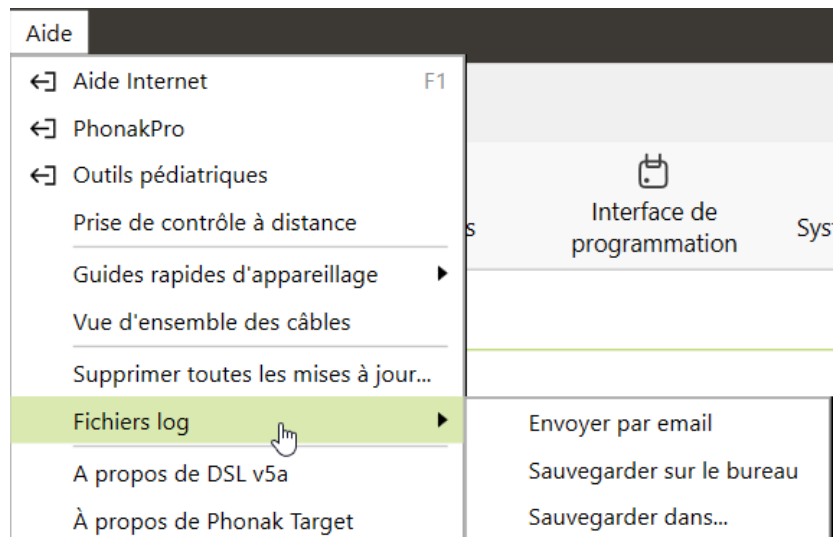 Aide
Aide Internet F1
PhonakPro
Outils pédiatriques
Prise de contrôle à distance
Guides rapides d'appareillage
Vue d'ensemble des câbles
Supprimer toutes les mises à jour...
Fichiers log
A propos de DSL v5a
À propos de Phonak Target
Interface de
programmation
Envoyer par email
Sauvegarder sur le bureau
Sauvegarder dans...